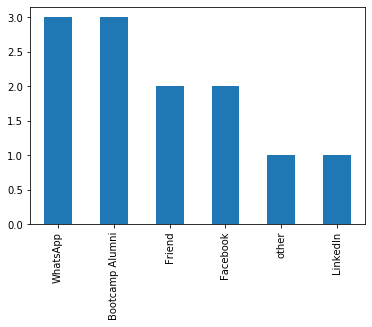 3.0
2.5
2.0
1.5
1.0
0.5
0.0
WhatsApp
Bootcamp Alumni
Friend
Facebook
other
LinkedIn